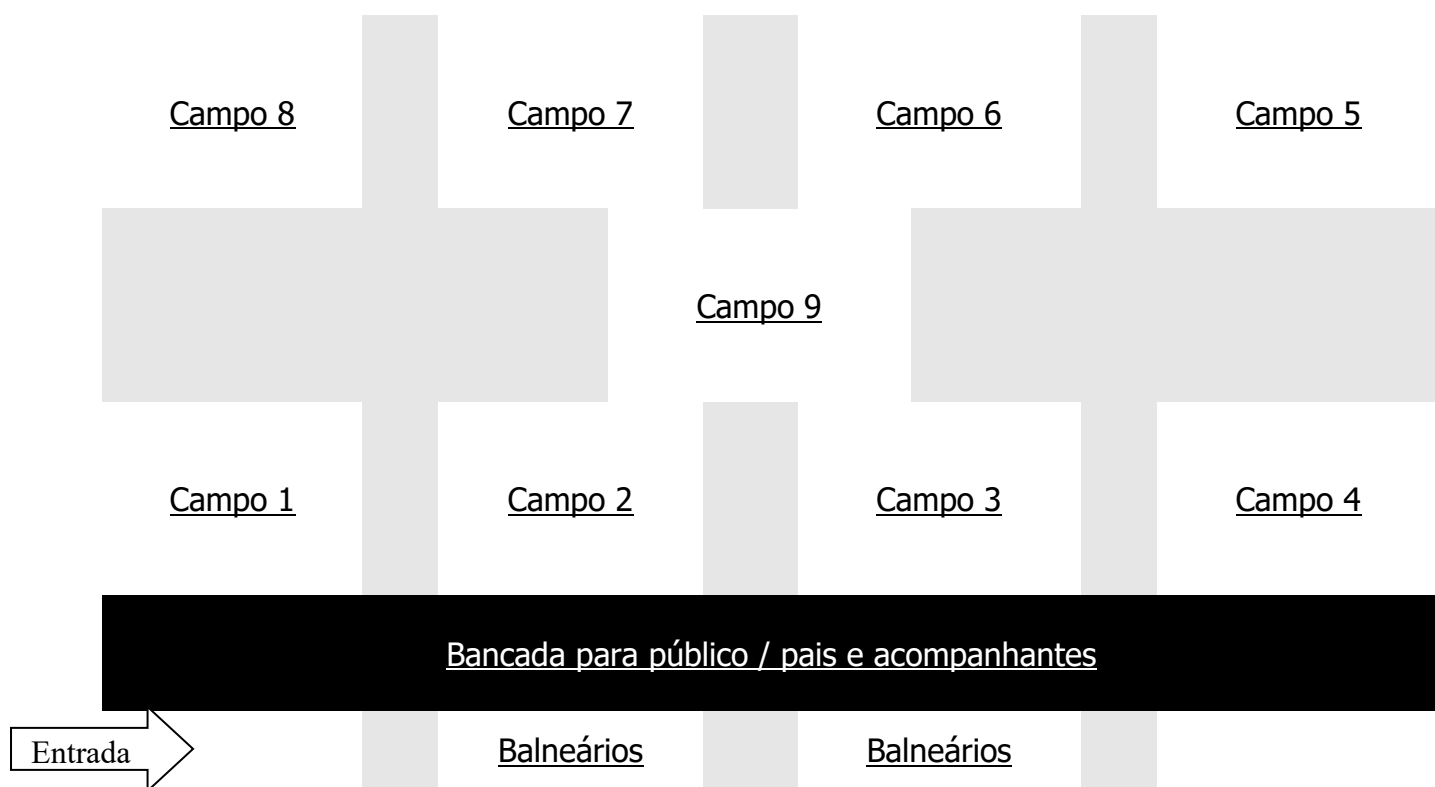 Campo 8 Campo 7 Campo 6 Campo 5
Campo 9
Campo 1 Campo 2 Campo 3 Campo 4
Bancada para público / pais e acompanhantes
Entrada Balneários Balneários